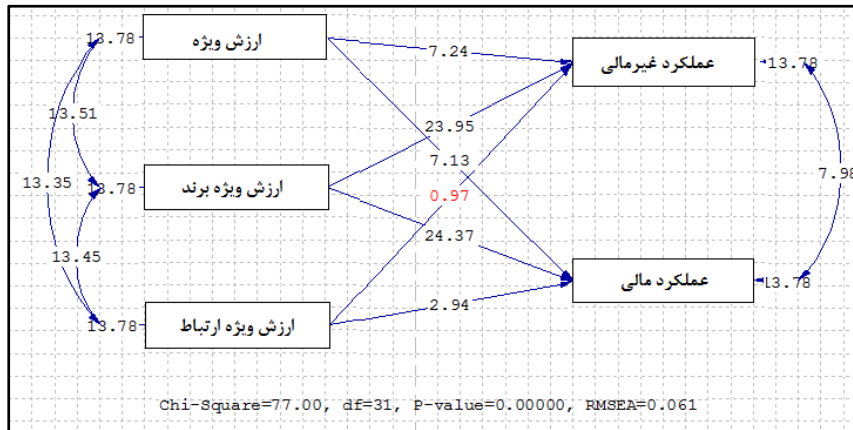 13.78
ارزش ویژه
7.24
عملکرد غیرمالی
13.78
13.51
23.95
7.13
13.35
13.78
ارزش ویژه برند
0.97
7.98
24.37
13.45
عملکرد مالی
13.78
2.94
13.78
ارزش ویژه ارتباط
Chi-Square=77.00, df=31, P-value=0.00000, RMSEA=0.061